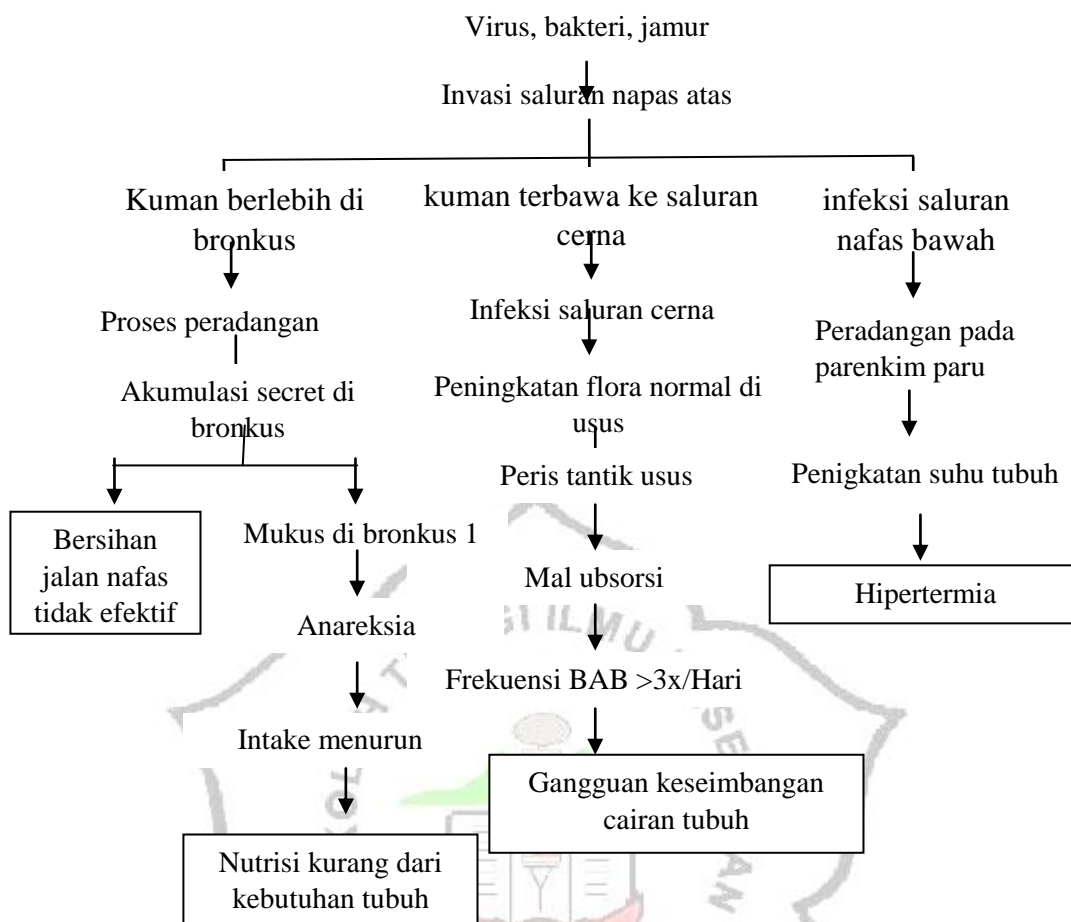 Virus, bakteri, jamur
Invasi saluran napas atas
Kuman berlebih di
bronkus
Proses peradangan
Akumulasi secret di
bronkus
Bersihan
jalan nafas
tidak efektif
Mukus di bronkus 1
Anareksia
Intake menurun
Nutrisi kurang dari
kebutuhan tubuh
kuman terbawa ke saluran
cerna
Infeksi saluran cerna
Peningkatan flora normal di
usus
Peris tantik usus
Mal ubsorsi
Frekuensi BAB >3x/Hari
Gangguan keseimbangan
cairan tubuh
infeksi saluran
nafas bawah
Peradangan pada
parenkim paru
Penigkatan suhu tubuh
Hipertermia
ILMU